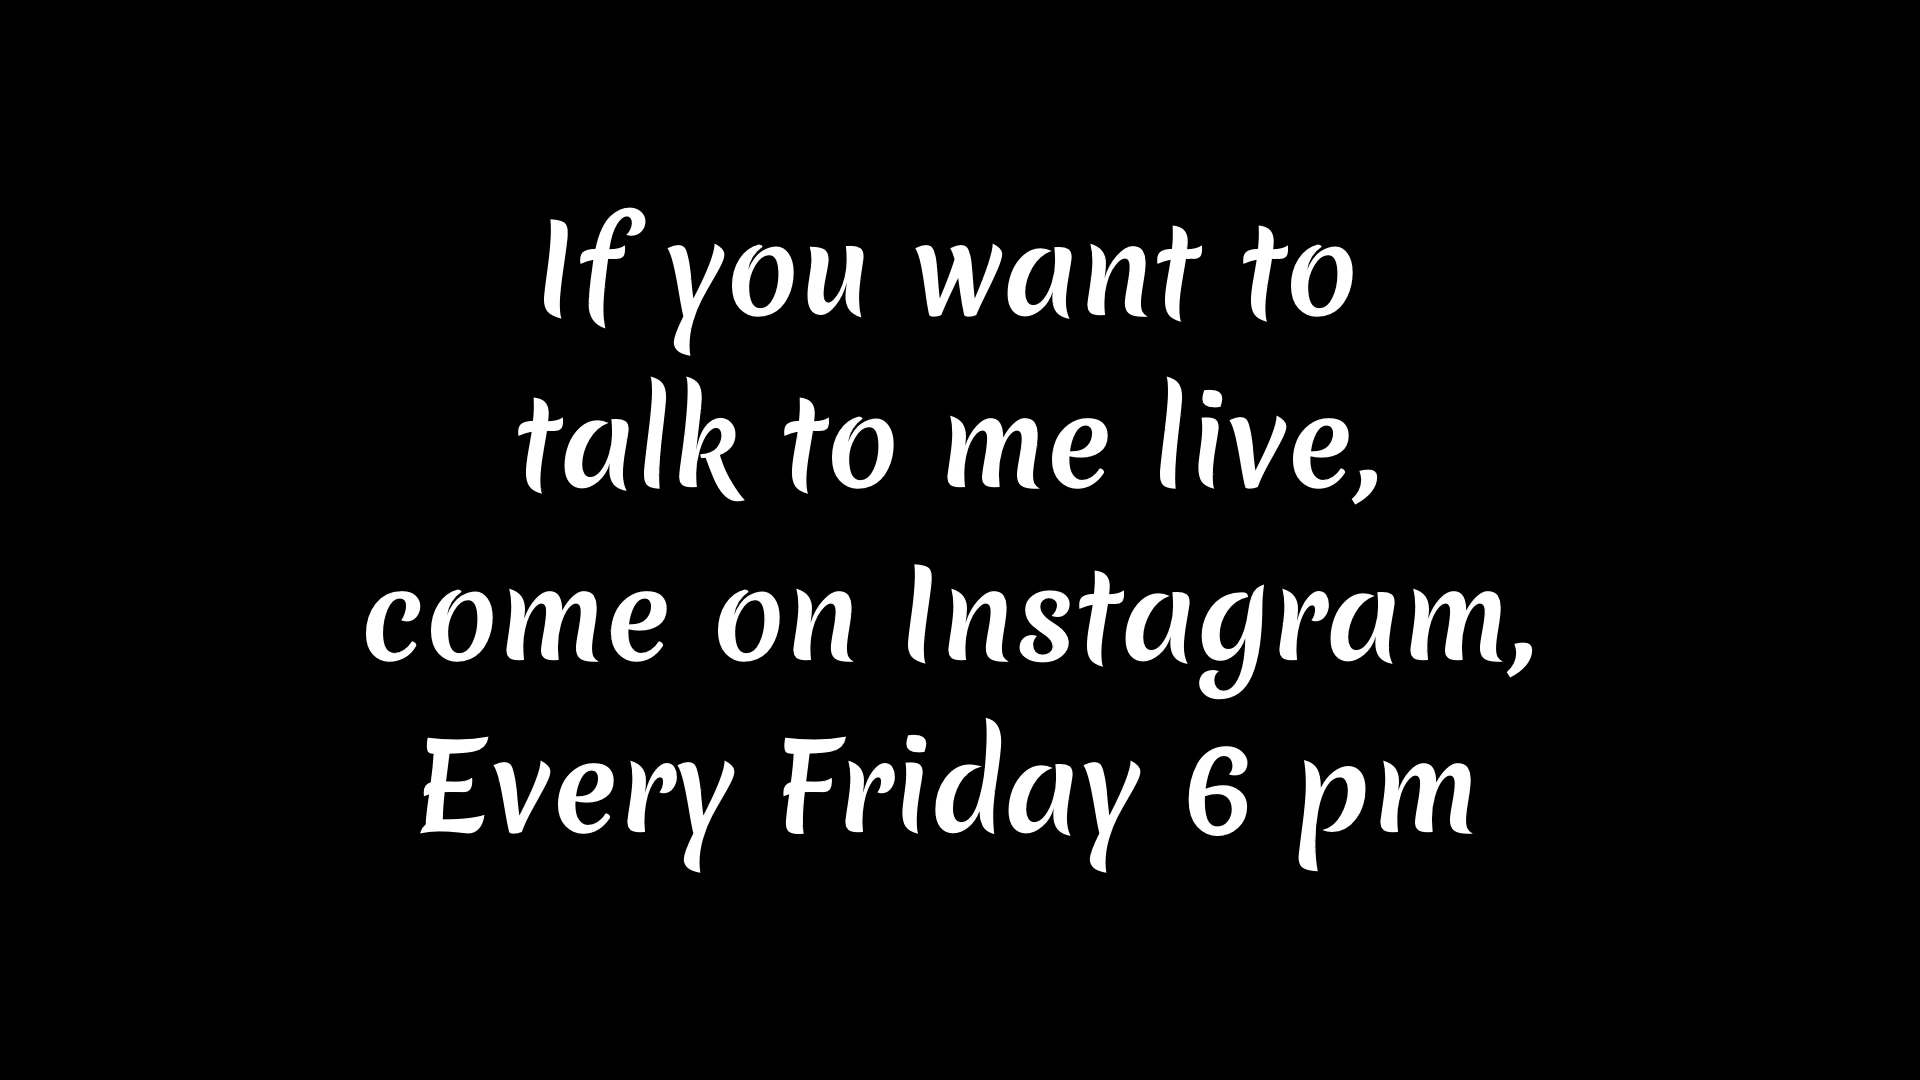 If you want to
talk to me live,
come on Instagram,
Every Friday 6 pm